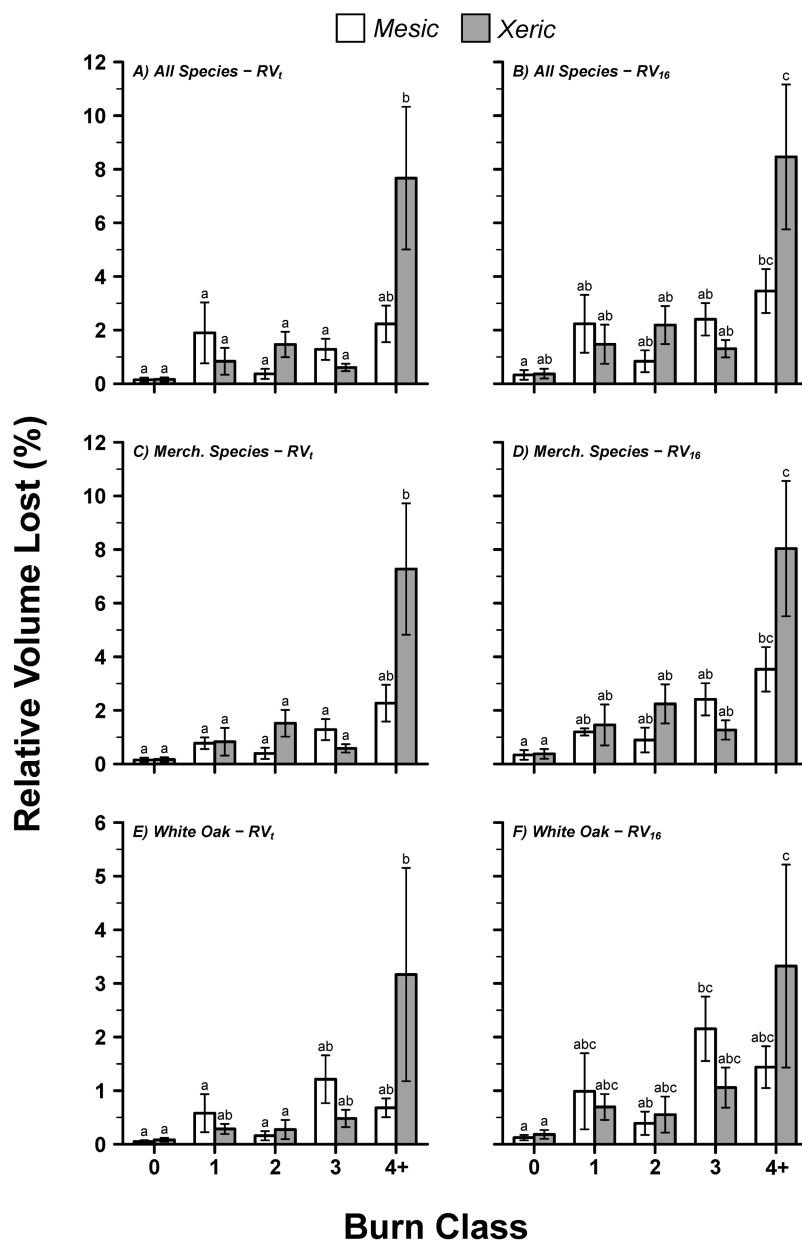 Mesic Xeric
A) All Species – RVt
B) All Species – RV16
12
10
8
6
4
2
0
a a a a a a a a ab b
a ab ab ab ab ab ab ab bc c
C) Merch. Species – RVt
D) Merch. Species – RV16
12
10
8
6
4
2
0
a a a a a a a a ab b
a a ab ab ab ab ab ab bc c
E) White Oak – RVt
F) White Oak – RV16
6
5
4
3
2
1
0
a a a ab a a ab ab ab b
a a abc abc ab abc bc abc abc c
0 1 2 3 4+
0 1 2 3 4+
Relative Volume Lost (%)
Burn Class